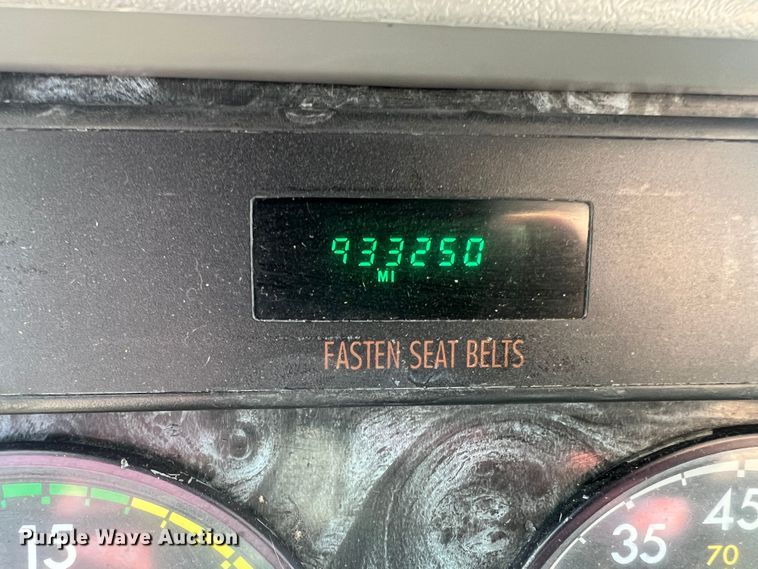 933250
MI
FASTEN SEAT BELTS
15
35
45
70
Purple Wave Auction